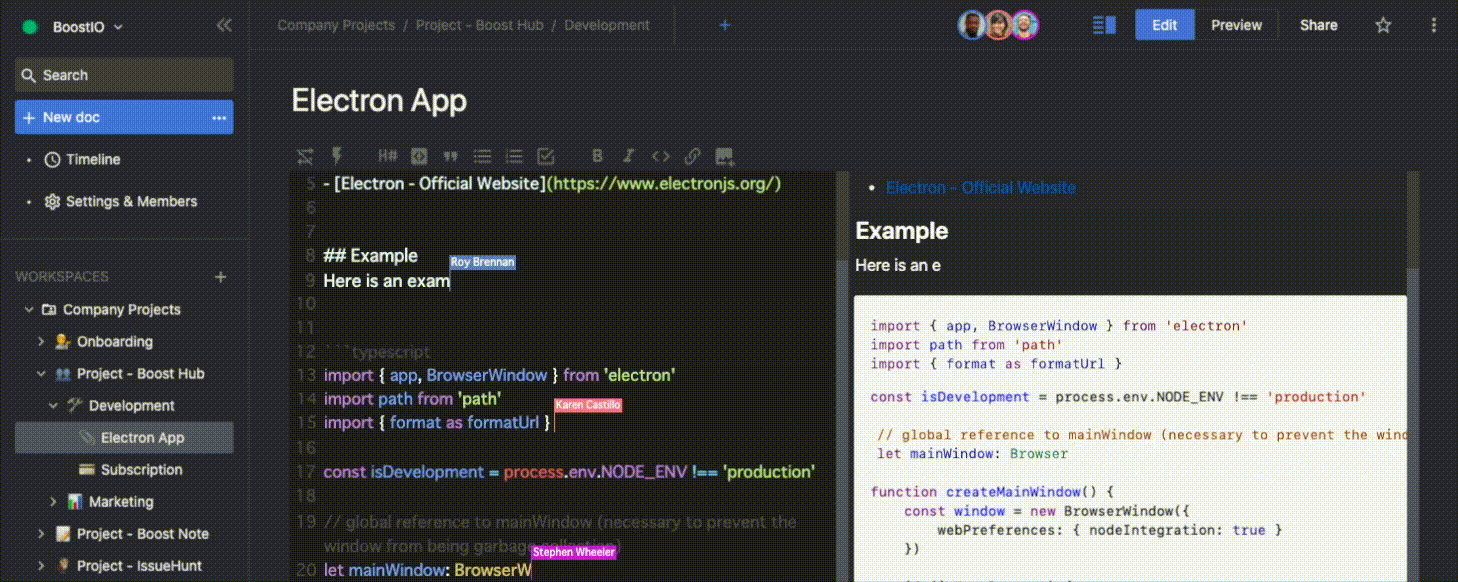 BoostIO
Company Projects / Project - Boost Hub / Development
Edit
Preview
Share
Search
New doc
Timeline
Settings & Members
WORKSPACES
Company Projects
Onboarding
Project - Boost Hub
Development
Electron App
Subscription
Marketing
Project - Boost Note
Project - IssueHunt
Electron App
H#
B
I
5 - [Electron - Official Website](https://www.electronjs.org/)
6
7
8 ## Example
Roy Brennan
9 Here is an exam
10
11
12 ```typescript
13 import { app, BrowserWindow } from 'electron'
14 import path from 'path'
Karen Castillo
15 import { format as formatUrl }
16
17 const isDevelopment = process.env.NODE_ENV !== 'production'
18
19 // global reference to mainWindow (necessary to prevent the
window from being garbage collection)
Stephen Wheeler
20 let mainWindow: BrowserW
• Electron - Official Website
Example
Here is an e
import { app, BrowserWindow } from 'electron'
import path from 'path'
import { format as formatUrl }
const isDevelopment = process.env.NODE_ENV !== 'production'
// global reference to mainWindow (necessary to prevent the wind
let mainWindow: Browser
function createMainWindow() {
const window = new BrowserWindow({
webPreferences: { nodeIntegration: true }
})